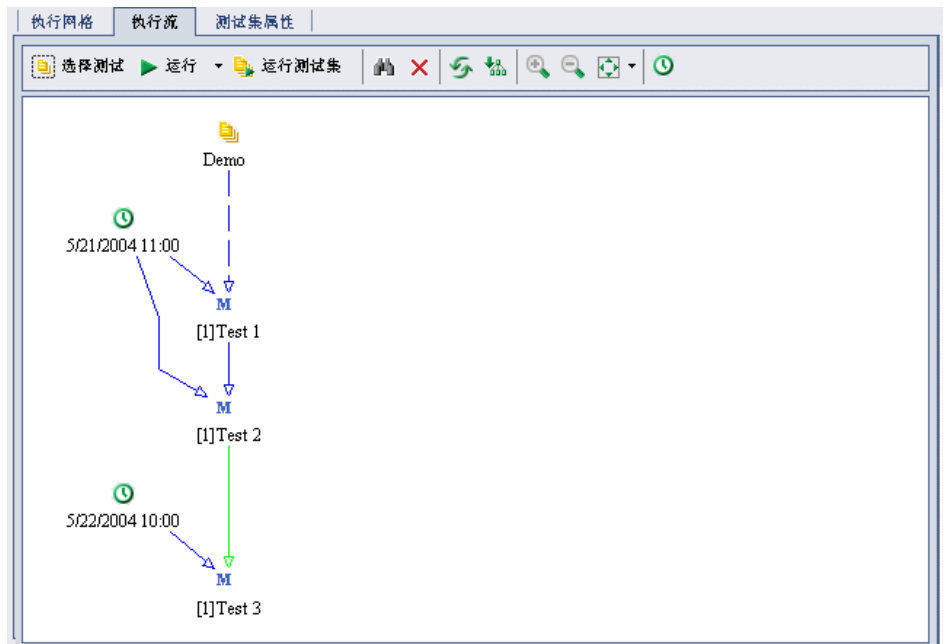 执行网格 执行流 测试集属性
选择测试 运行 运行测试集
Demo
5/21/2004 11:00
M
[1]Test 1
M
[1]Test 2
5/22/2004 10:00
M
[1]Test 3